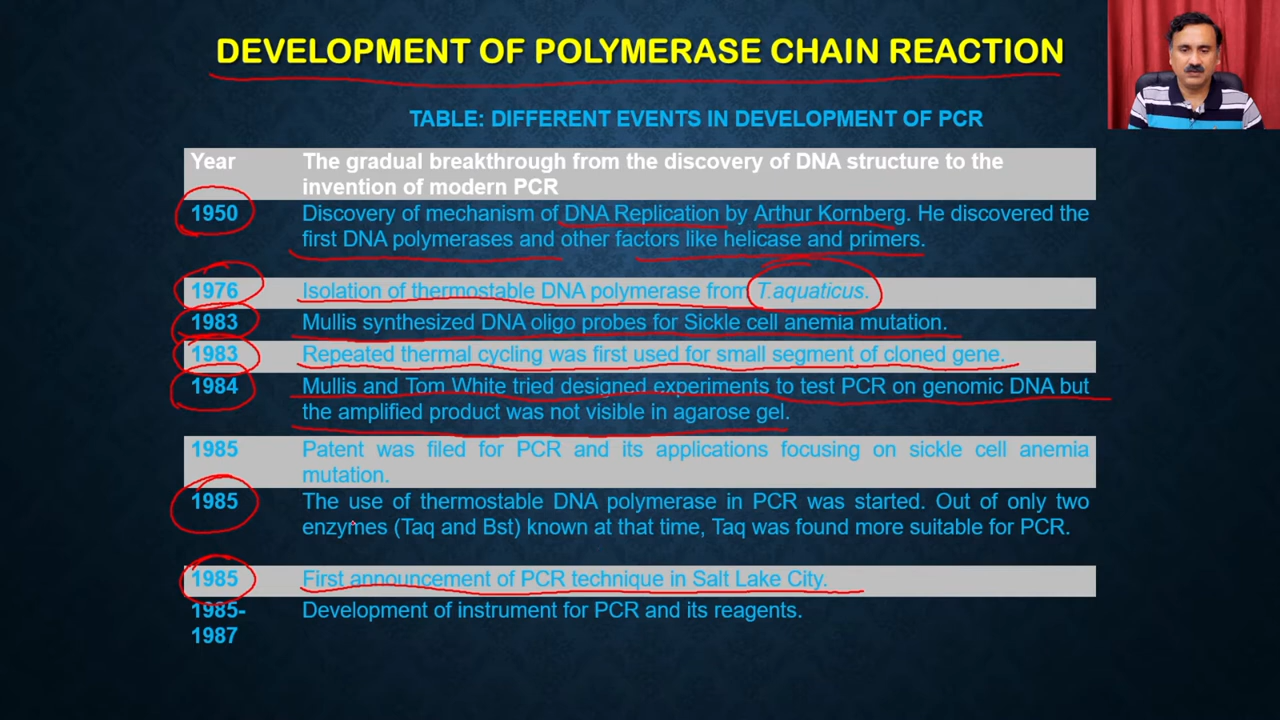 DEVELOPMENT OF POLYMERASE CHAIN REACTION
TABLE: DIFFERENT EVENTS IN DEVELOPMENT OF PCR
Year The gradual breakthrough from the discovery of DNA structure to the
invention of modern PCR
1950 Discovery of mechanism of DNA Replication by Arthur Kornberg. He discovered the
first DNA polymerases and other factors like helicase and primers.
1976 Isolation of thermostable DNA polymerase from T.aquaticus.
1983 Mullis synthesized DNA oligo probes for Sickle cell anemia mutation.
1983 Repeated thermal cycling was first used for small segment of cloned gene.
1984 Mullis and Tom White tried designed experiments to test PCR on genomic DNA but
the amplified product was not visible in agarose gel.
1985 Patent was filed for PCR and its applications focusing on sickle cell anemia
mutation.
1985 The use of thermostable DNA polymerase in PCR was started. Out of only two
enzymes (Taq and Bst) known at that time, Taq was found more suitable for PCR.
1985 First announcement of PCR technique in Salt Lake City.
1985- Development of instrument for PCR and its reagents.
1987